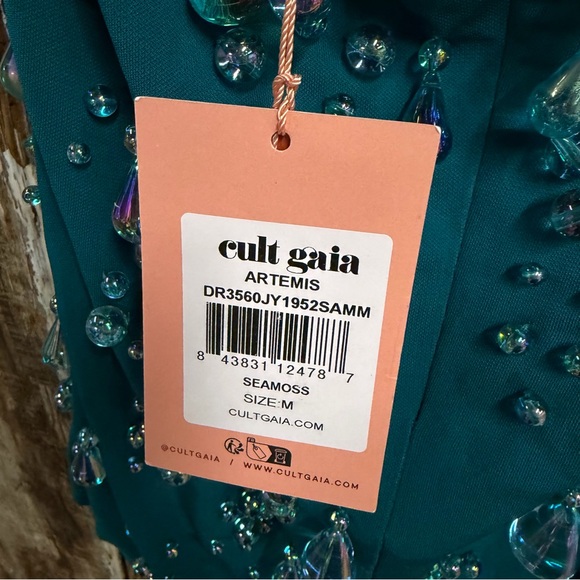 cult gaia
ARTEMIS
DR3560JY1952SAMM
8 43831 12478 7
SEAMOSS
SIZE:M
CULTGAIA.COM
@CULTGAIA / WWW.CULTGAIA.COM